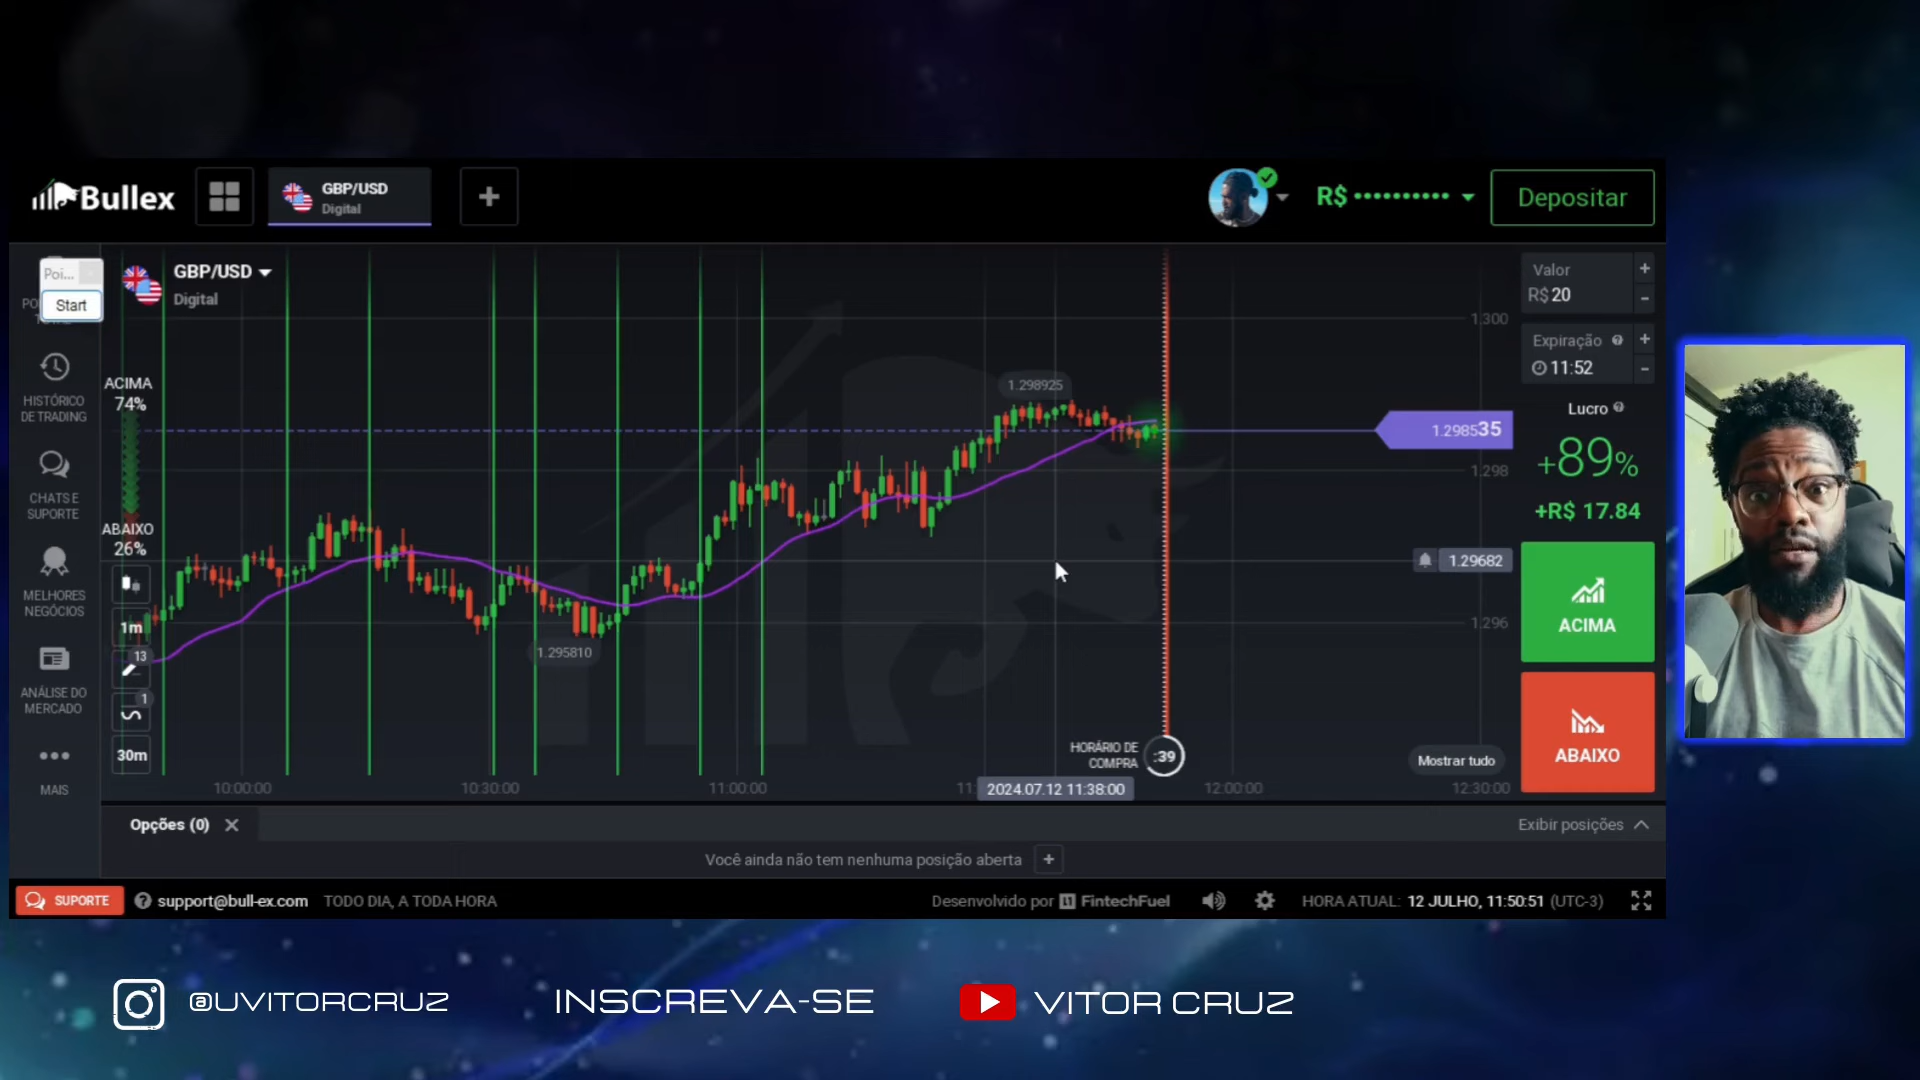 Bullex
GBP/USD
Digital
R$ ••••••••••
Depositar
Poi...
Start
GBP/USD
Digital
HISTÓRICO
DE TRADING
CHATS E
SUPORTE
MELHORES
NEGÓCIOS
ANÁLISE DO
MERCADO
MAIS
ACIMA
74%
ABAIXO
26%
1m
13
1
30m
1.298925
1.295810
1.300
1.298535
1.298
1.29682
1.296
HORÁRIO DE
COMPRA
:39
Mostrar tudo
10:00:00
10:30:00
11:00:00
2024.07.12 11:38:00
12:00:00
12:30:00
Valor
R$ 20
Expiração
11:52
Lucro
+89%
+R$ 17.84
ACIMA
ABAIXO
Opções (0)
Exibir posições
Você ainda não tem nenhuma posição aberta
SUPORTE
support@bull-ex.com
TODO DIA, A TODA HORA
Desenvolvido por FintechFuel
HORA ATUAL: 12 JULHO, 11:50:51 (UTC-3)
@UVITORCRUZ
INSCREVA-SE
VITOR CRUZ